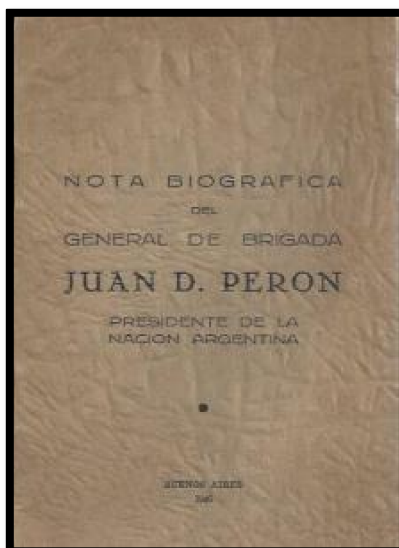 NOTA BIOGRAFICA
DEL
GENERAL DE BRIGADA
JUAN D. PERON
PRESIDENTE DE LA
NACION ARGENTINA
BUENOS AIRES